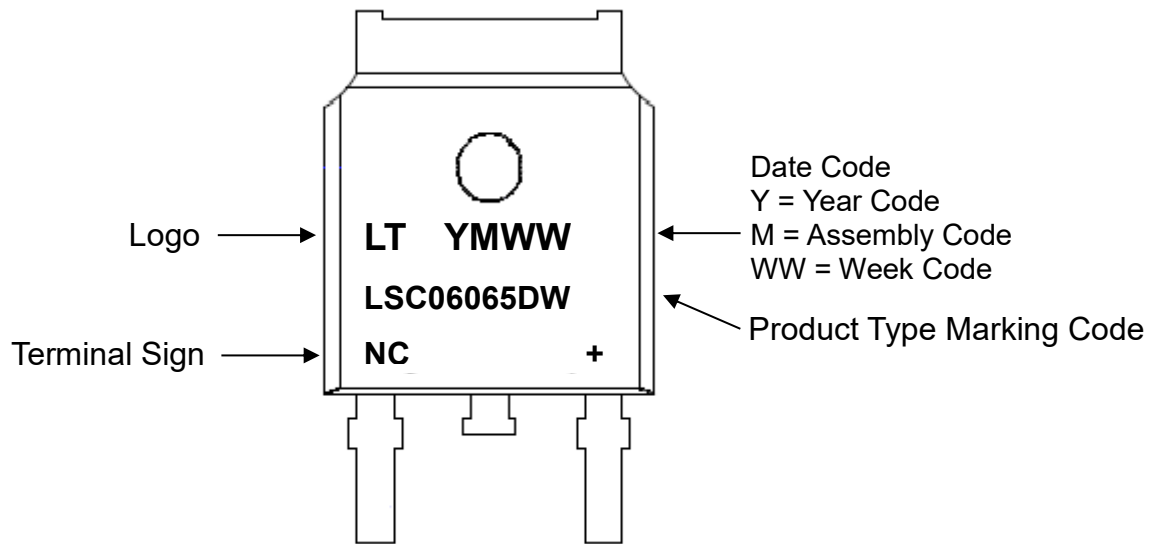 Date Code
Y = Year Code
Logo
LT YMWW
M = Assembly Code
WW = Week Code
LSC06065DW
Product Type Marking Code
Terminal Sign
NC +